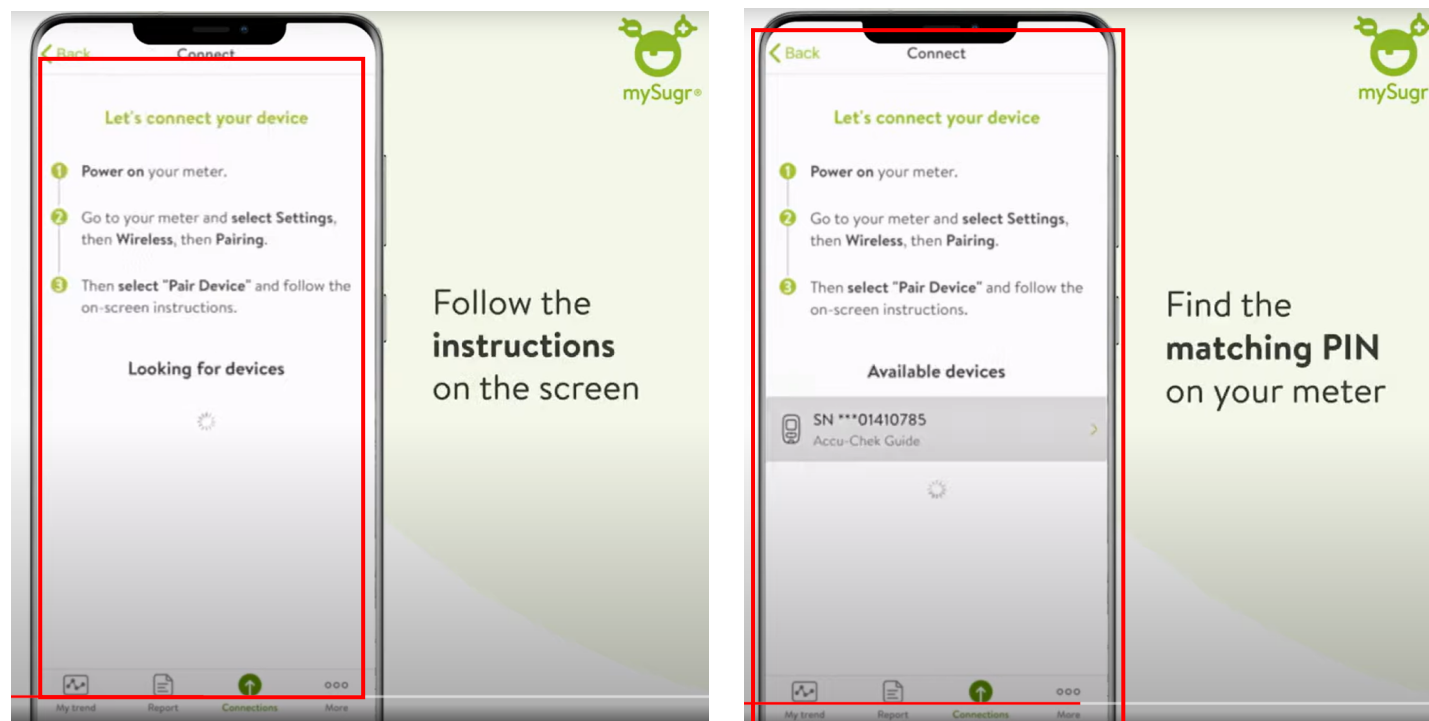 Back
Connect
mySugr®
Let's connect your device
1 Power on your meter.
2 Go to your meter and select Settings,
then Wireless, then Pairing.
3 Then select "Pair Device" and follow the
on-screen instructions.
Looking for devices
Follow the
instructions
on the screen
My trend
Report
Connections
More
Back
Connect
mySugr
Let's connect your device
1 Power on your meter.
2 Go to your meter and select Settings,
then Wireless, then Pairing.
3 Then select "Pair Device" and follow the
on-screen instructions.
Available devices
SN ***01410785
Accu-Chek Guide
Find the
matching PIN
on your meter
My trend
Report
Connections
More